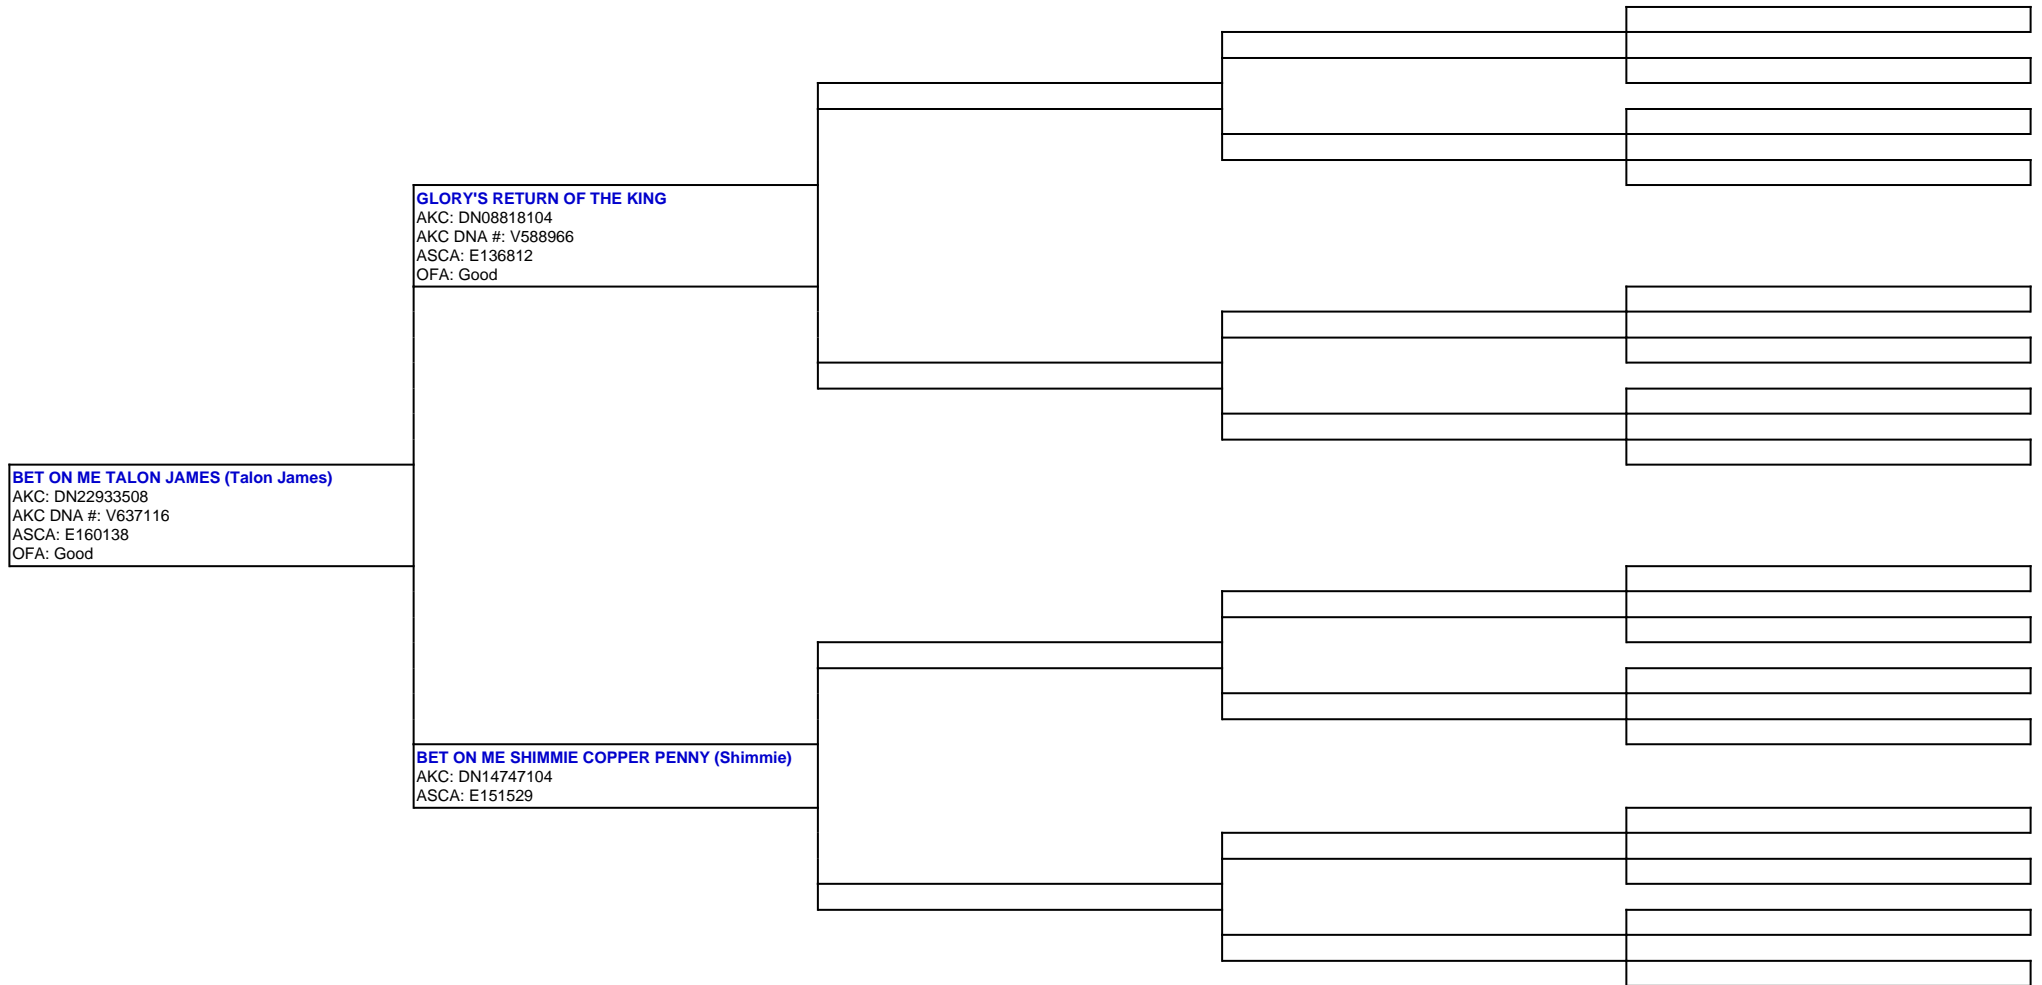 GLORY'S RETURN OF THE KING
AKC: DN08818104
AKC DNA #: V588966
ASCA: E136812
OFA: Good
BET ON ME TALON JAMES (Talon James)
AKC: DN22933508
AKC DNA #: V637116
ASCA: E160138
OFA: Good
BET ON ME SHIMMIE COPPER PENNY (Shimmie)
AKC: DN14747104
ASCA: E151529